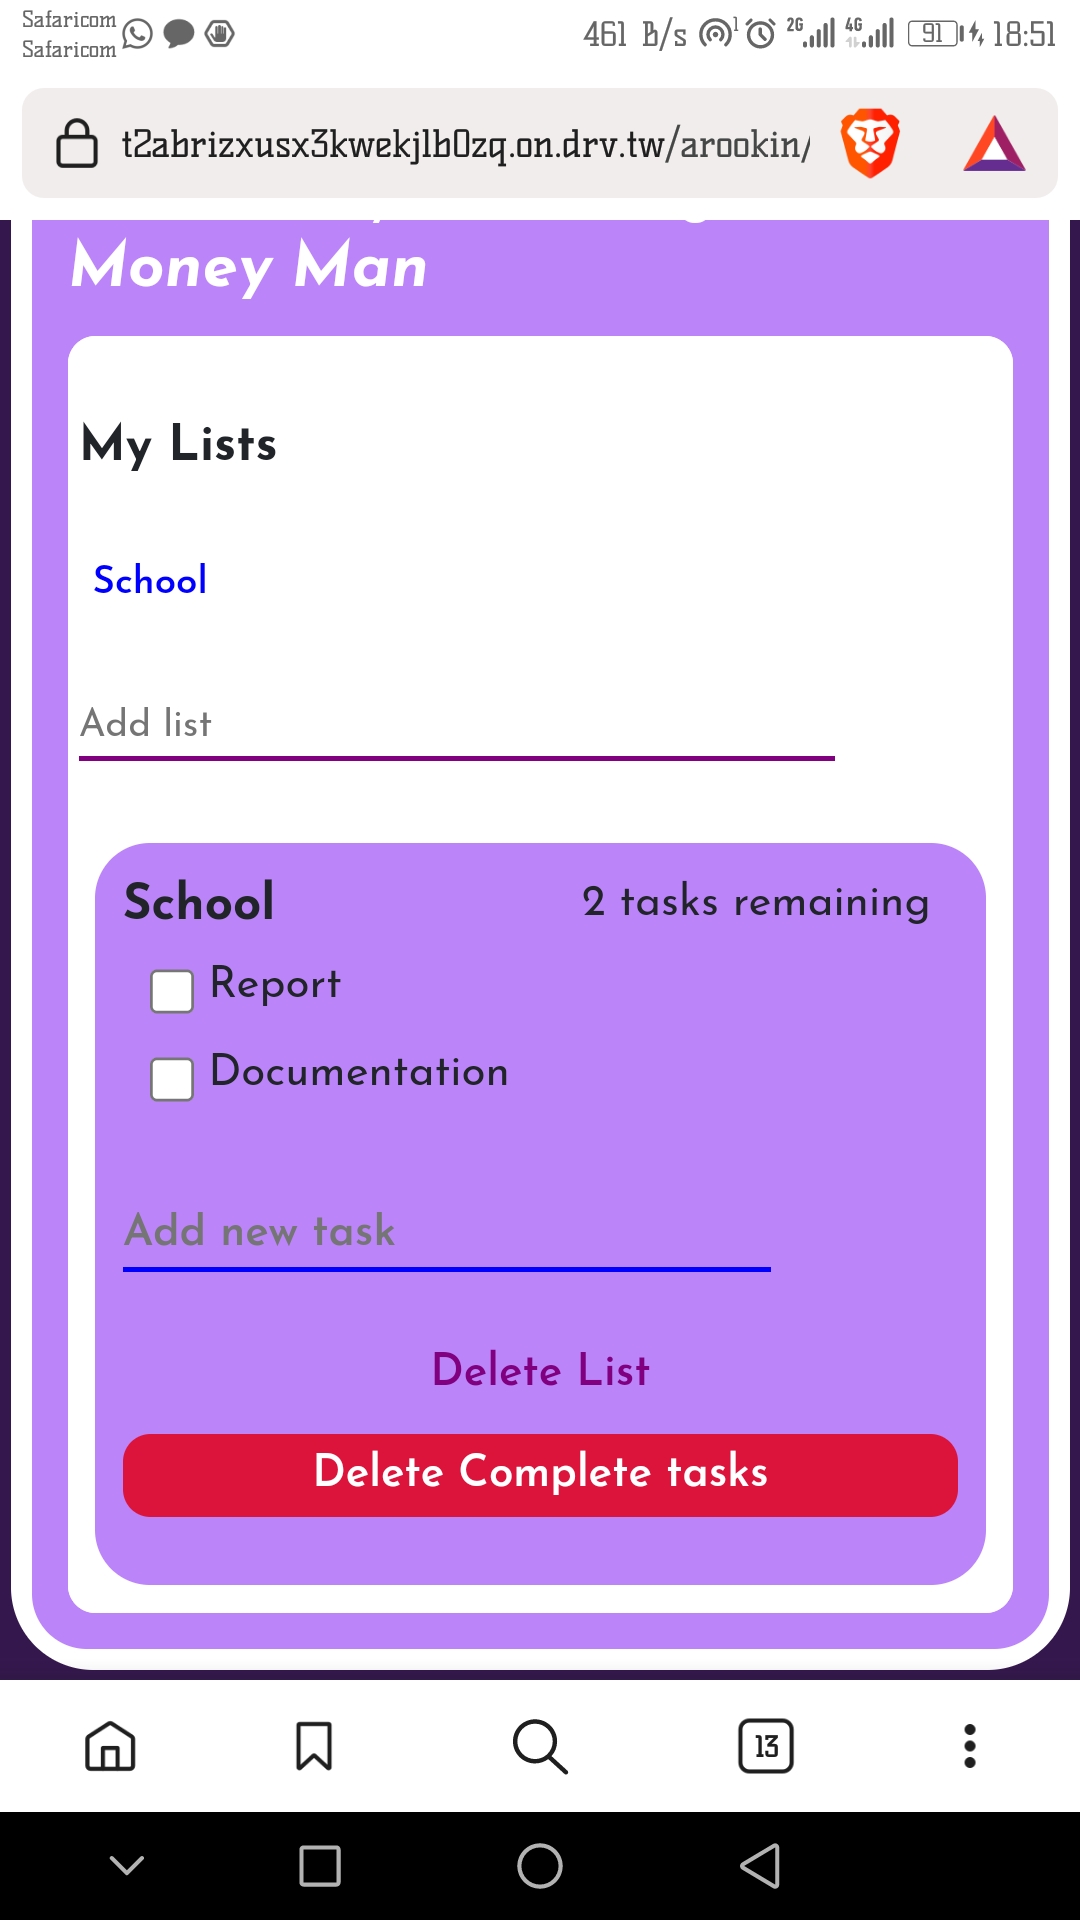 Safaricom
Safaricom
461 B/s 1 2G 4G 91 18:51
t2abrizxusx3kwekjlb0zq.on.drv.tw/arookin/
Money Man
My Lists
School
Add list
School 2 tasks remaining
Report
Documentation
Add new task
Delete List
Delete Complete tasks
13